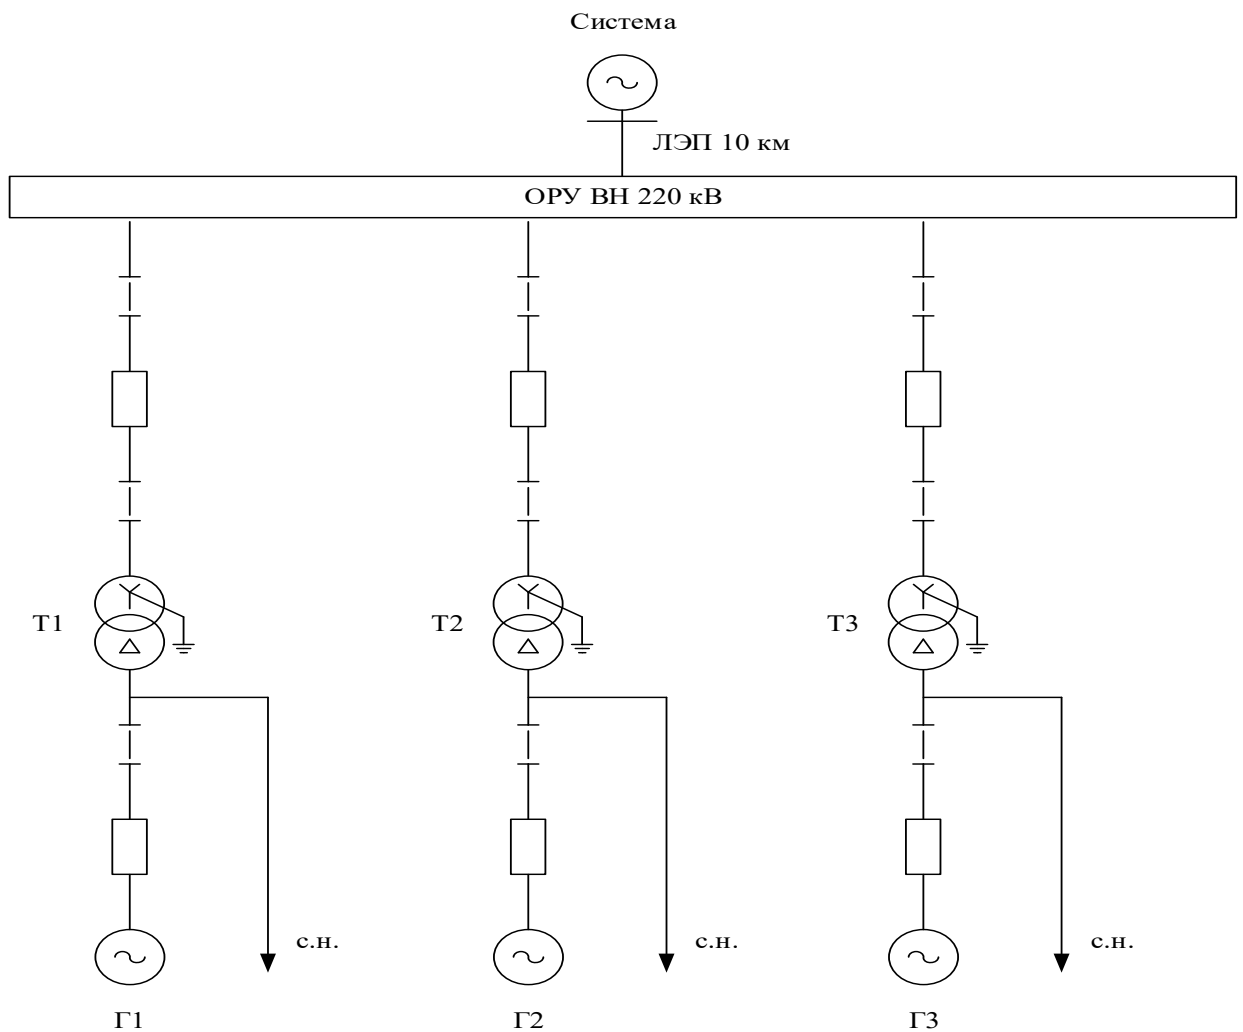 Система
ЛЭП 10 км
ОРУ ВН 220 кВ
Т1
Т2
Т3
с.н.
с.н.
с.н.
Г1
Г2
Г3